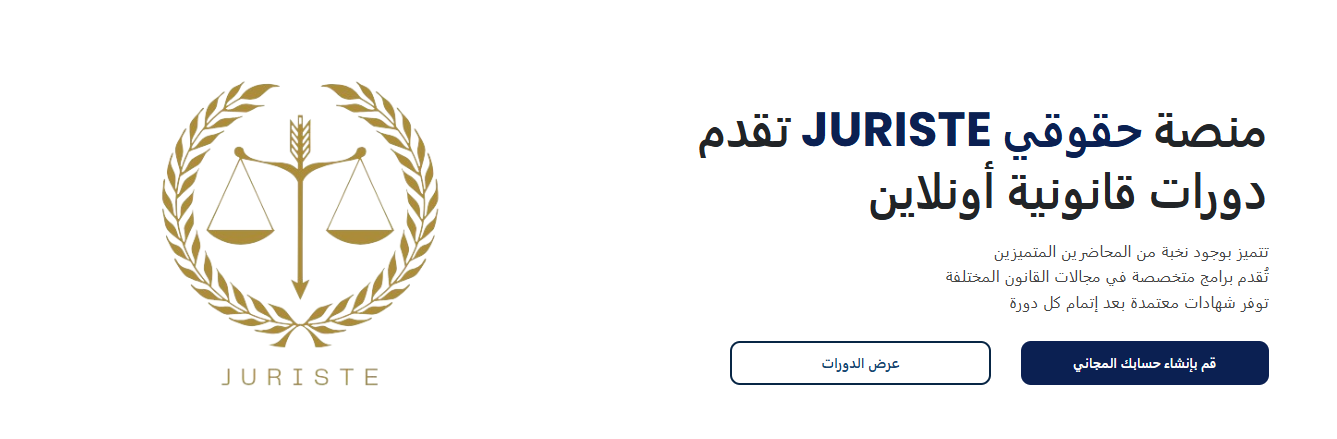 منصة حقوقي JURISTE تقدم
دورات قانونية أونلاين
تتميز بوجود نخبة من المحاضرين المتميزين
تُقدم برامج متخصصة في مجالات القانون المختلفة
توفر شهادات معتمدة بعد إتمام كل دورة
قم بإنشاء حسابك المجاني
عرض الدورات
JURISTE